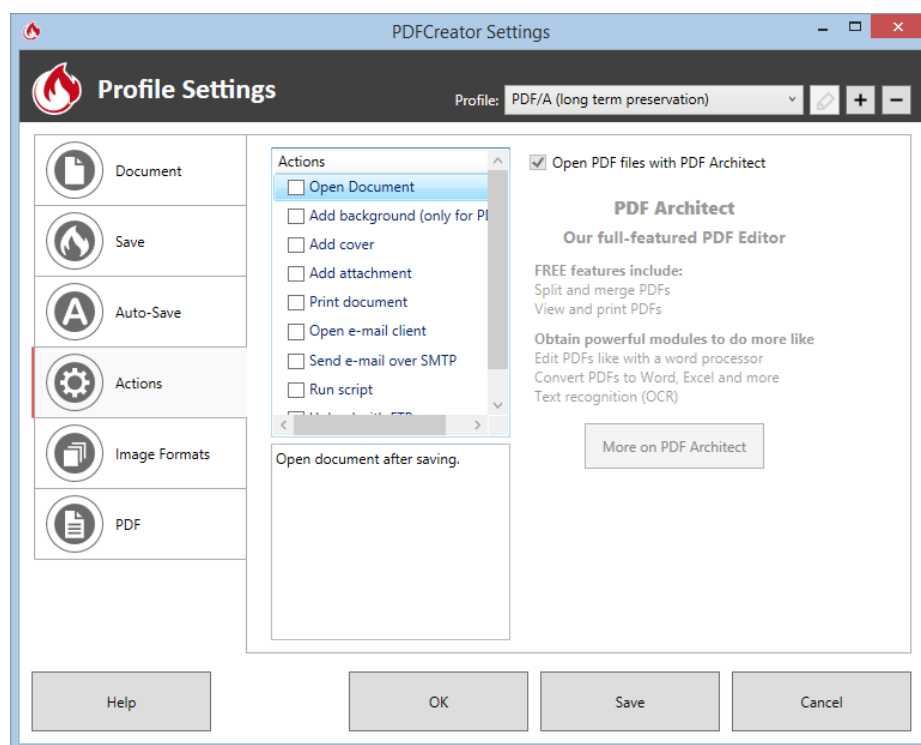 PDFCreator Settings
Profile Settings
Profile:
PDF/A (long term preservation)
Document
Save
Auto-Save
Actions
Image Formats
PDF
Actions
Open Document
Add background (only for
Add cover
Add attachment
Print document
Open e-mail client
Send e-mail over SMTP
Run script
Open document after saving.
Open PDF files with PDF Architect
PDF Architect
Our full-featured PDF Editor
FREE features include:
Split and merge PDFs
View and print PDFs
Obtain powerful modules to do more like
Edit PDFs like with a word processor
Convert PDFs to Word, Excel and more
Text recognition (OCR)
More on PDF Architect
Help
OK
Save
Cancel